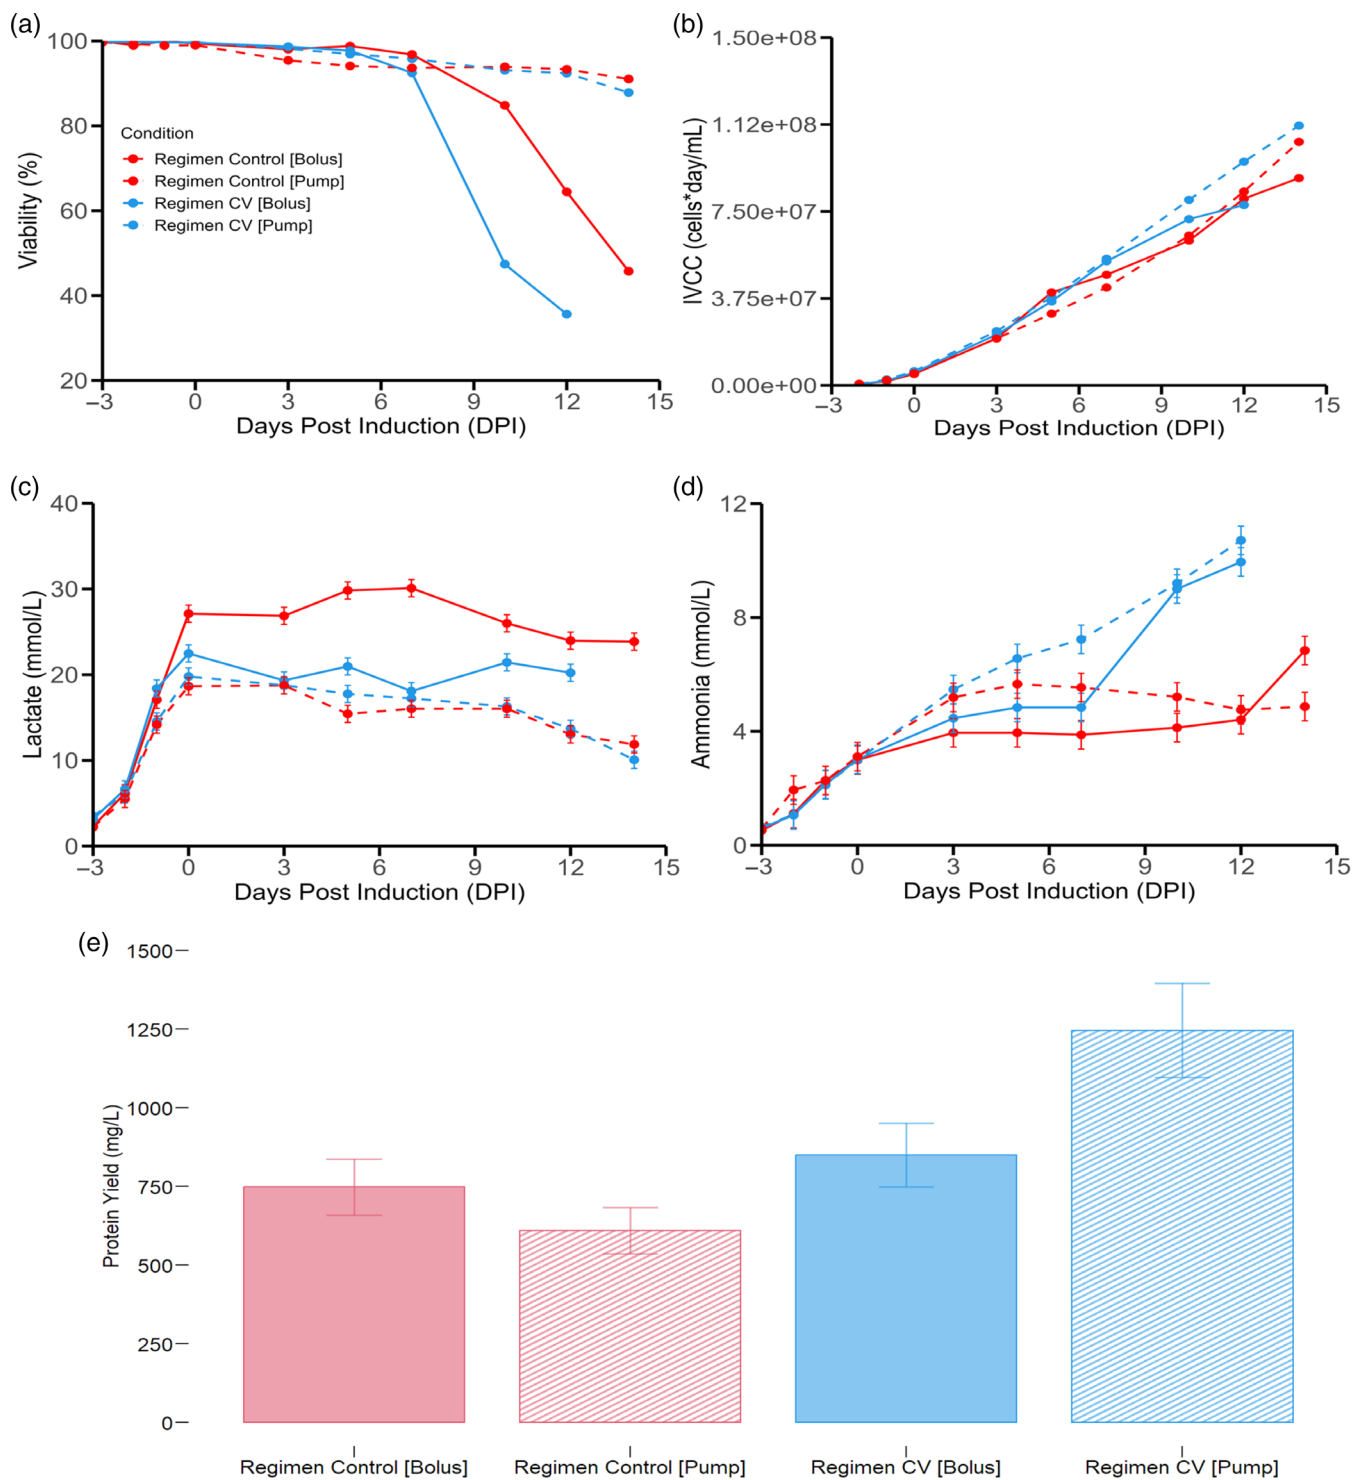 (a)
100
80
60
40
20
Viability (%)
Condition
Regimen Control [Bolus]
Regimen Control [Pump]
Regimen CV [Bolus]
Regimen CV [Pump]
−3 0 3 6 9 12 15
Days Post Induction (DPI)
(b)
1.50e+08
1.12e+08
7.50e+07
3.75e+07
0.00e+00
IVCC (cells*day/mL)
−3 0 3 6 9 12 15
Days Post Induction (DPI)
(c)
40
30
20
10
0
Lactate (mmol/L)
−3 0 3 6 9 12 15
Days Post Induction (DPI)
(d)
12
8
4
0
Ammonia (mmol/L)
−3 0 3 6 9 12 15
Days Post Induction (DPI)
(e)
1500
1250
1000
750
500
250
0
Protein Yield (mg/L)
Regimen Control [Bolus] Regimen Control [Pump] Regimen CV [Bolus] Regimen CV [Pump]